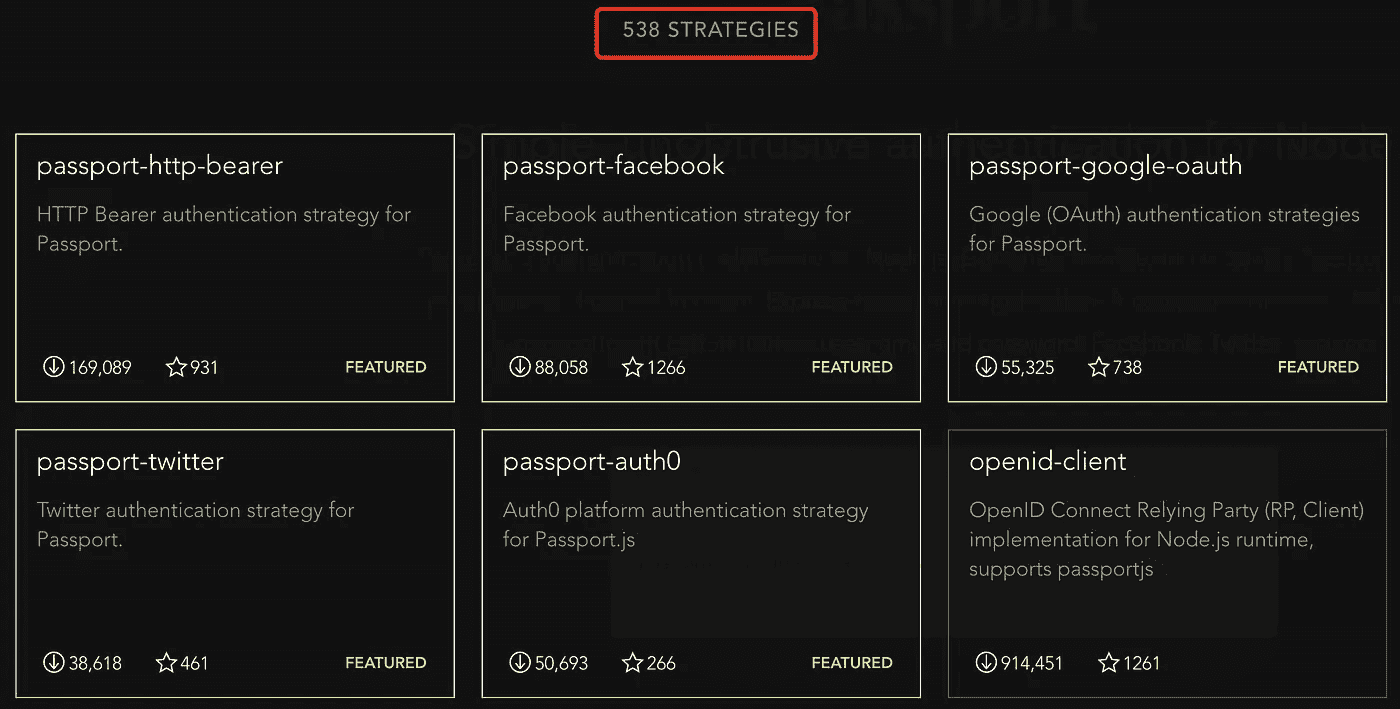 538 STRATEGIES
passport-http-bearer
HTTP Bearer authentication strategy for
Passport.
169,089 931 FEATURED
passport-facebook
Facebook authentication strategy for
Passport.
88,058 1266 FEATURED
passport-google-oauth
Google (OAuth) authentication strategies
for Passport.
55,325 738 FEATURED
passport-twitter
Twitter authentication strategy for
Passport.
38,618 461 FEATURED
passport-auth0
Auth0 platform authentication strategy
for Passport.js
50,693 266 FEATURED
openid-client
OpenID Connect Relying Party (RP, Client)
implementation for Node.js runtime,
supports passportjs
914,451 1261